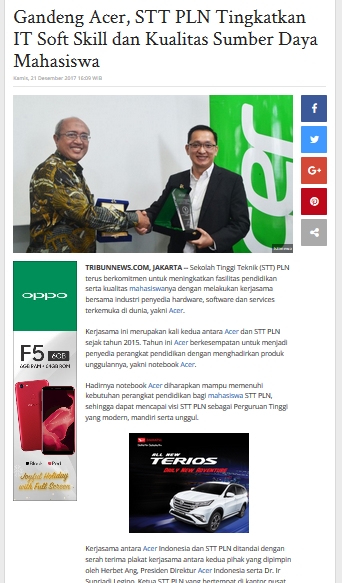 Gandeng Acer, STT PLN Tingkatkan
IT Soft Skill dan Kualitas Sumber Daya
Mahasiswa
Kamis, 21 Desember 2017 16:09 WIB
acer
TRIBUNNEWS.COM, JAKARTA -- Sekolah Tinggi Teknik (STT) PLN
terus berkomitmen untuk meningkatkan fasilitas pendidikan
serta kualitas mahasiswanya dengan melakukan kerjasama
bersama industri penyedia hardware, software dan services
terkemuka di dunia, yakni Acer.
Kerjasama ini merupakan kali kedua antara Acer dan STT PLN
sejak tahun 2015. Tahun ini Acer berkesempatan untuk menjadi
penyedia perangkat pendidikan dengan menghadirkan produk
unggulannya, yakni notebook Acer.
Hadirnya notebook Acer diharapkan mampu memenuhi
kebutuhan perangkat pendidikan bagi mahasiswa STT PLN,
sehingga dapat mencapai visi STT PLN sebagai Perguruan Tinggi
yang modern, mandiri serta unggul.
oppo
F5 6GB
6GB RAM + 64GB ROM
Black Red
Joyful Holiday
with Full Screen
DAIHATSU
ALL NEW
TERIOS
DAILY NEW ADVENTURE
Kerjasama antara Acer Indonesia dan STT PLN ditandai dengan
serah terima plakat kerjasama antara kedua pihak yang dipimpin
oleh Herbet Ang, Presiden Direktur Acer Indonesia serta Dr. Ir
Supriadi Legino, Ketua STT PLN yang bertempat di kantor pusat